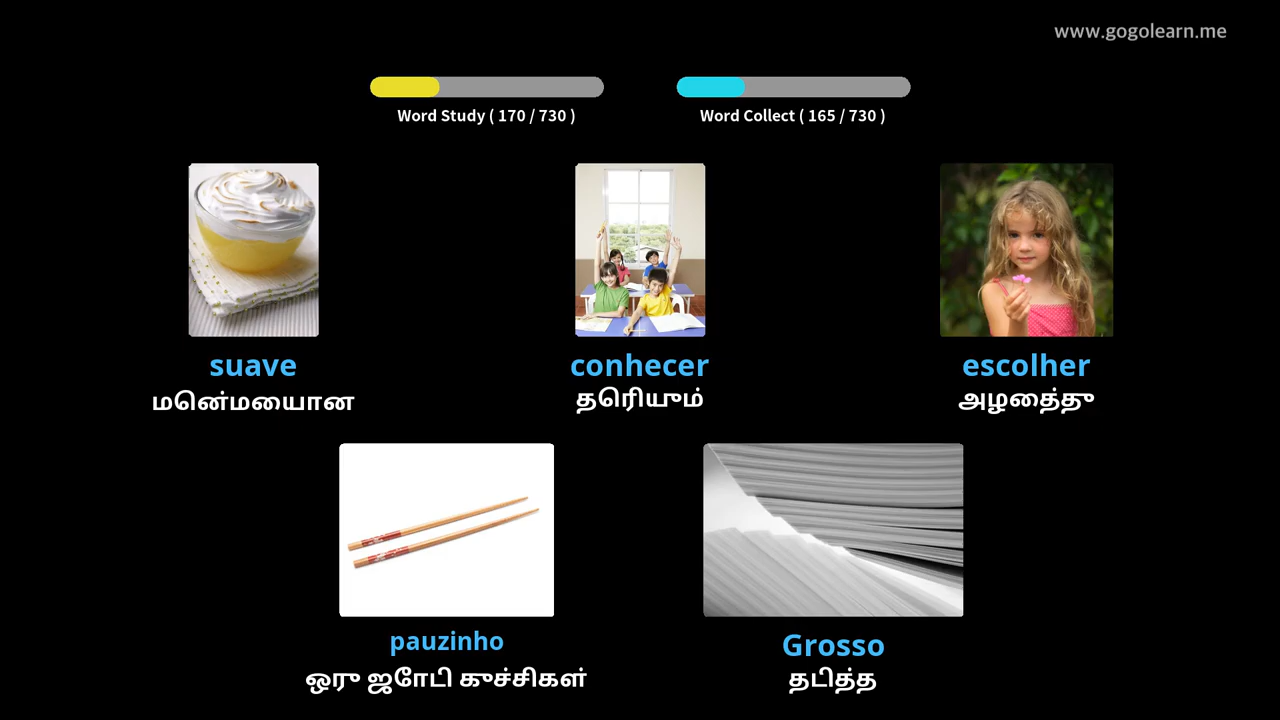 www.gogolearn.me
Word Study ( 170 / 730 )
Word Collect ( 165 / 730 )
suave
மென்மையான
conhecer
தெரியும்
escolher
அழைத்து
pauzinho
ஒரு ஜோடி குச்சிகள்
Grosso
தடித்த